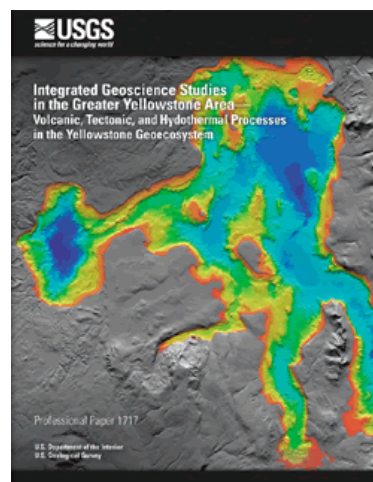 USGS
science for a changing world
Integrated Geoscience Studies
in the Greater Yellowstone Area—
Volcanic, Tectonic, and Hydothermal Processes
in the Yellowstone Geoecosystem
Professional Paper 1717
U.S. Department of the Interior
U.S. Geological Survey